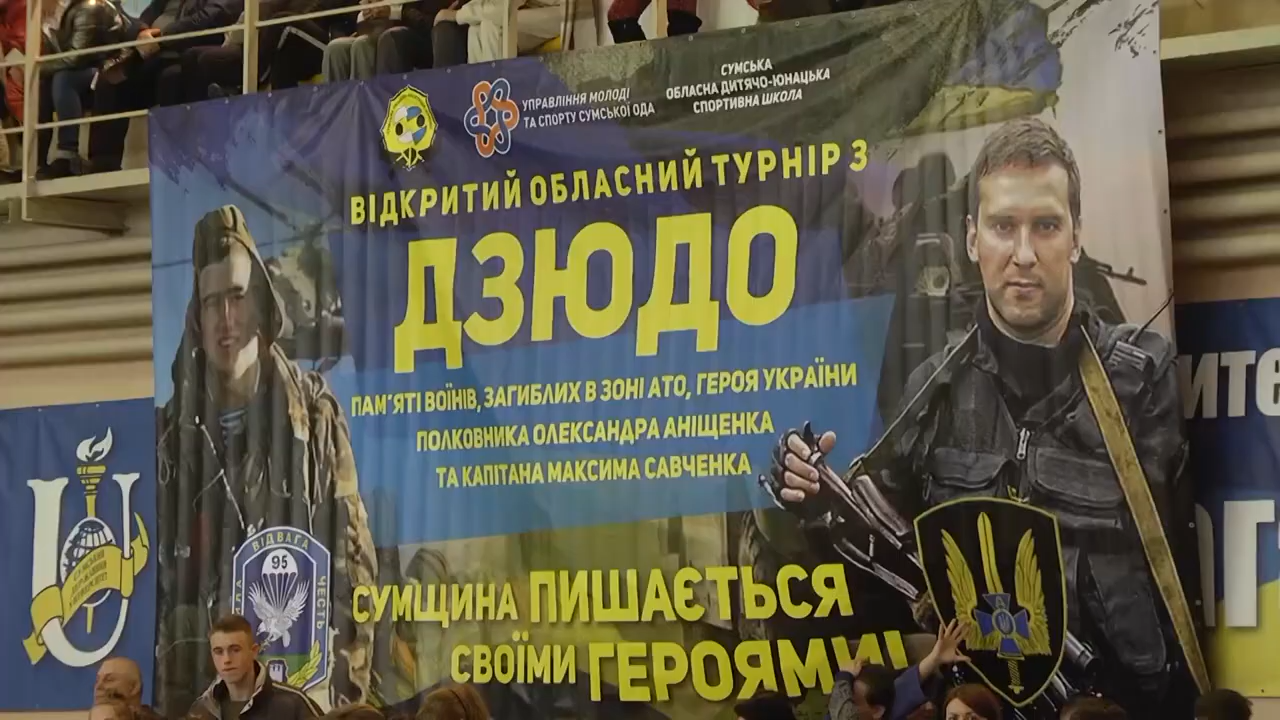 УПРАВЛІННЯ МОЛОДІ
ТА СПОРТУ СУМСЬКОЇ ОДА
СУМСЬКА
ОБЛАСНА ДИТЯЧО-ЮНАЦЬКА
СПОРТИВНА ШКОЛА
ВІДКРИТИЙ ОБЛАСНИЙ ТУРНІР З
ДЗЮДО
ПАМ'ЯТІ ВОЇНІВ, ЗАГИБЛИХ В ЗОНІ АТО, ГЕРОЯ УКРАЇНИ
ПОЛКОВНИКА ОЛЕКСАНДРА АНІЩЕНКА
ТА КАПІТАНА МАКСИМА САВЧЕНКА
ВІДВАГА
95
ЧЕСТЬ
СУМЩИНА ПИШАЄТЬСЯ
СВОЇМИ ГЕРОЯМИ!